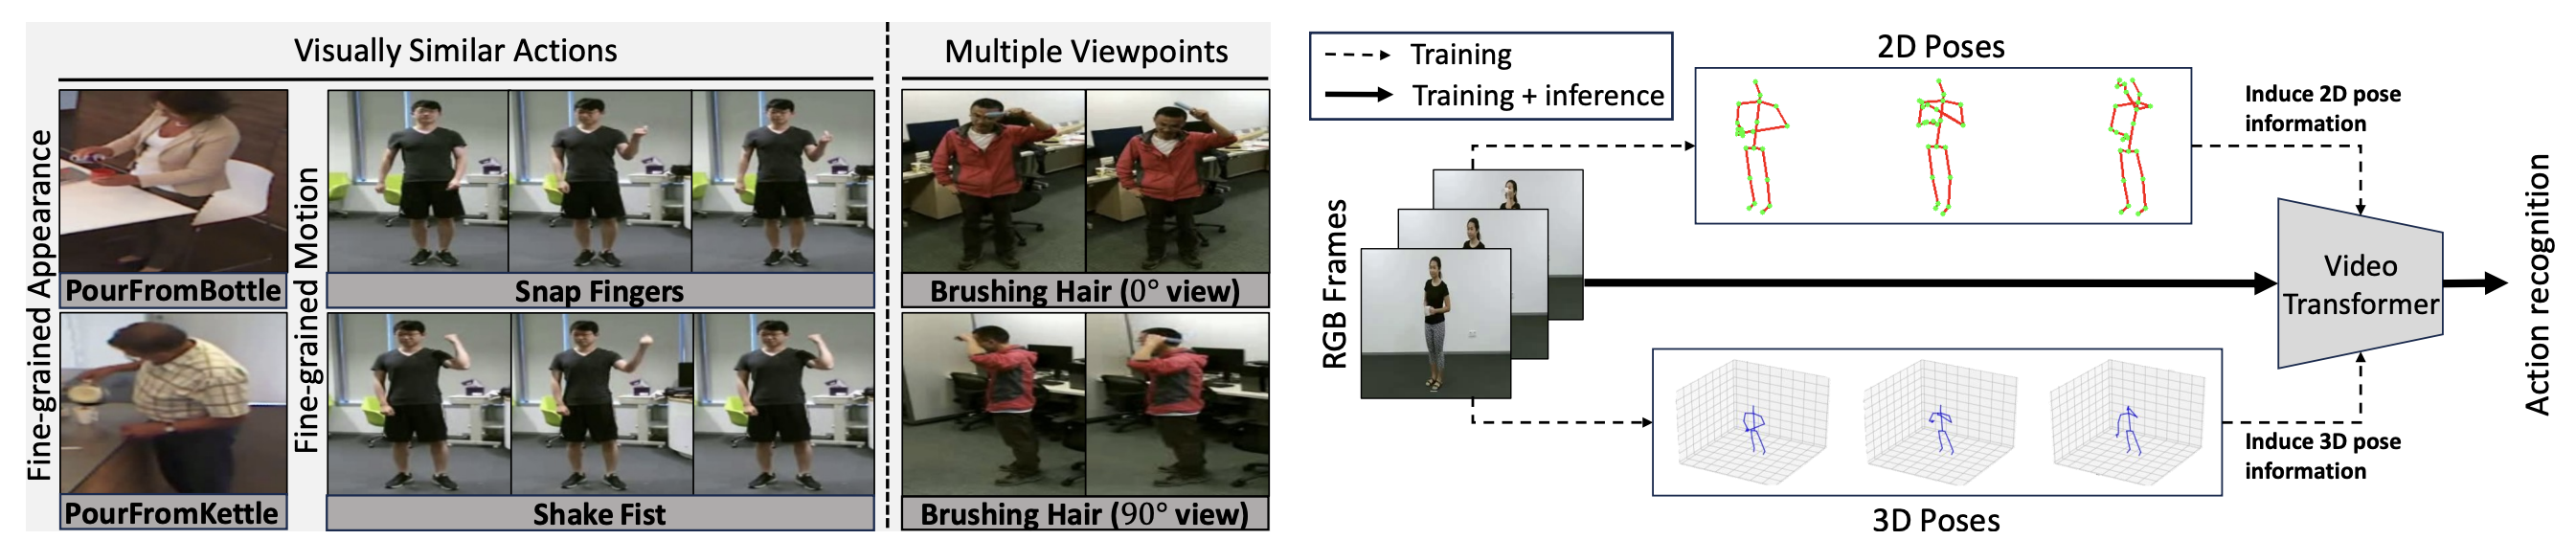 Visually Similar Actions
Multiple Viewpoints
Fine-grained Appearance
PourFromBottle
PourFromKettle
Fine-grained Motion
Snap Fingers
Shake Fist
Brushing Hair (0° view)
Brushing Hair (90° view)
Training
Training + inference
RGB Frames
2D Poses
Induce 2D pose
information
Video
Transformer
3D Poses
Induce 3D pose
information
Action recognition